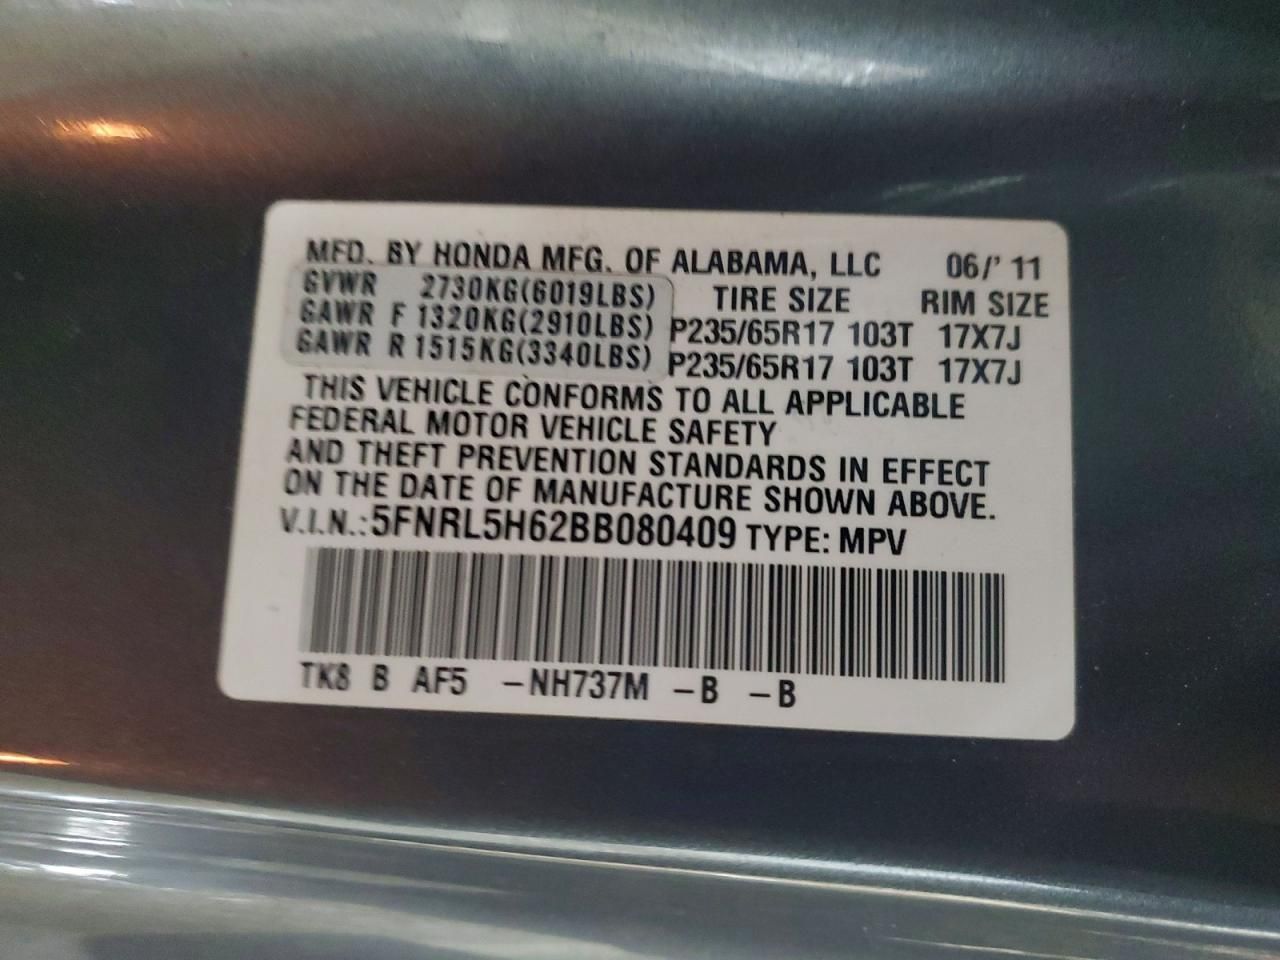 MFD. BY HONDA MFG. OF ALABAMA, LLC 06/' 11
GVWR 2730KG(6019LBS) TIRE SIZE RIM SIZE
GAWR F 1320KG(2910LBS) P235/65R17 103T 17X7J
GAWR R 1515KG(3340LBS) P235/65R17 103T 17X7J
THIS VEHICLE CONFORMS TO ALL APPLICABLE
FEDERAL MOTOR VEHICLE SAFETY
AND THEFT PREVENTION STANDARDS IN EFFECT
ON THE DATE OF MANUFACTURE SHOWN ABOVE.
V.I.N.:5FNRL5H62BB080409 TYPE: MPV
TK8 B AF5 -NH737M -B -B